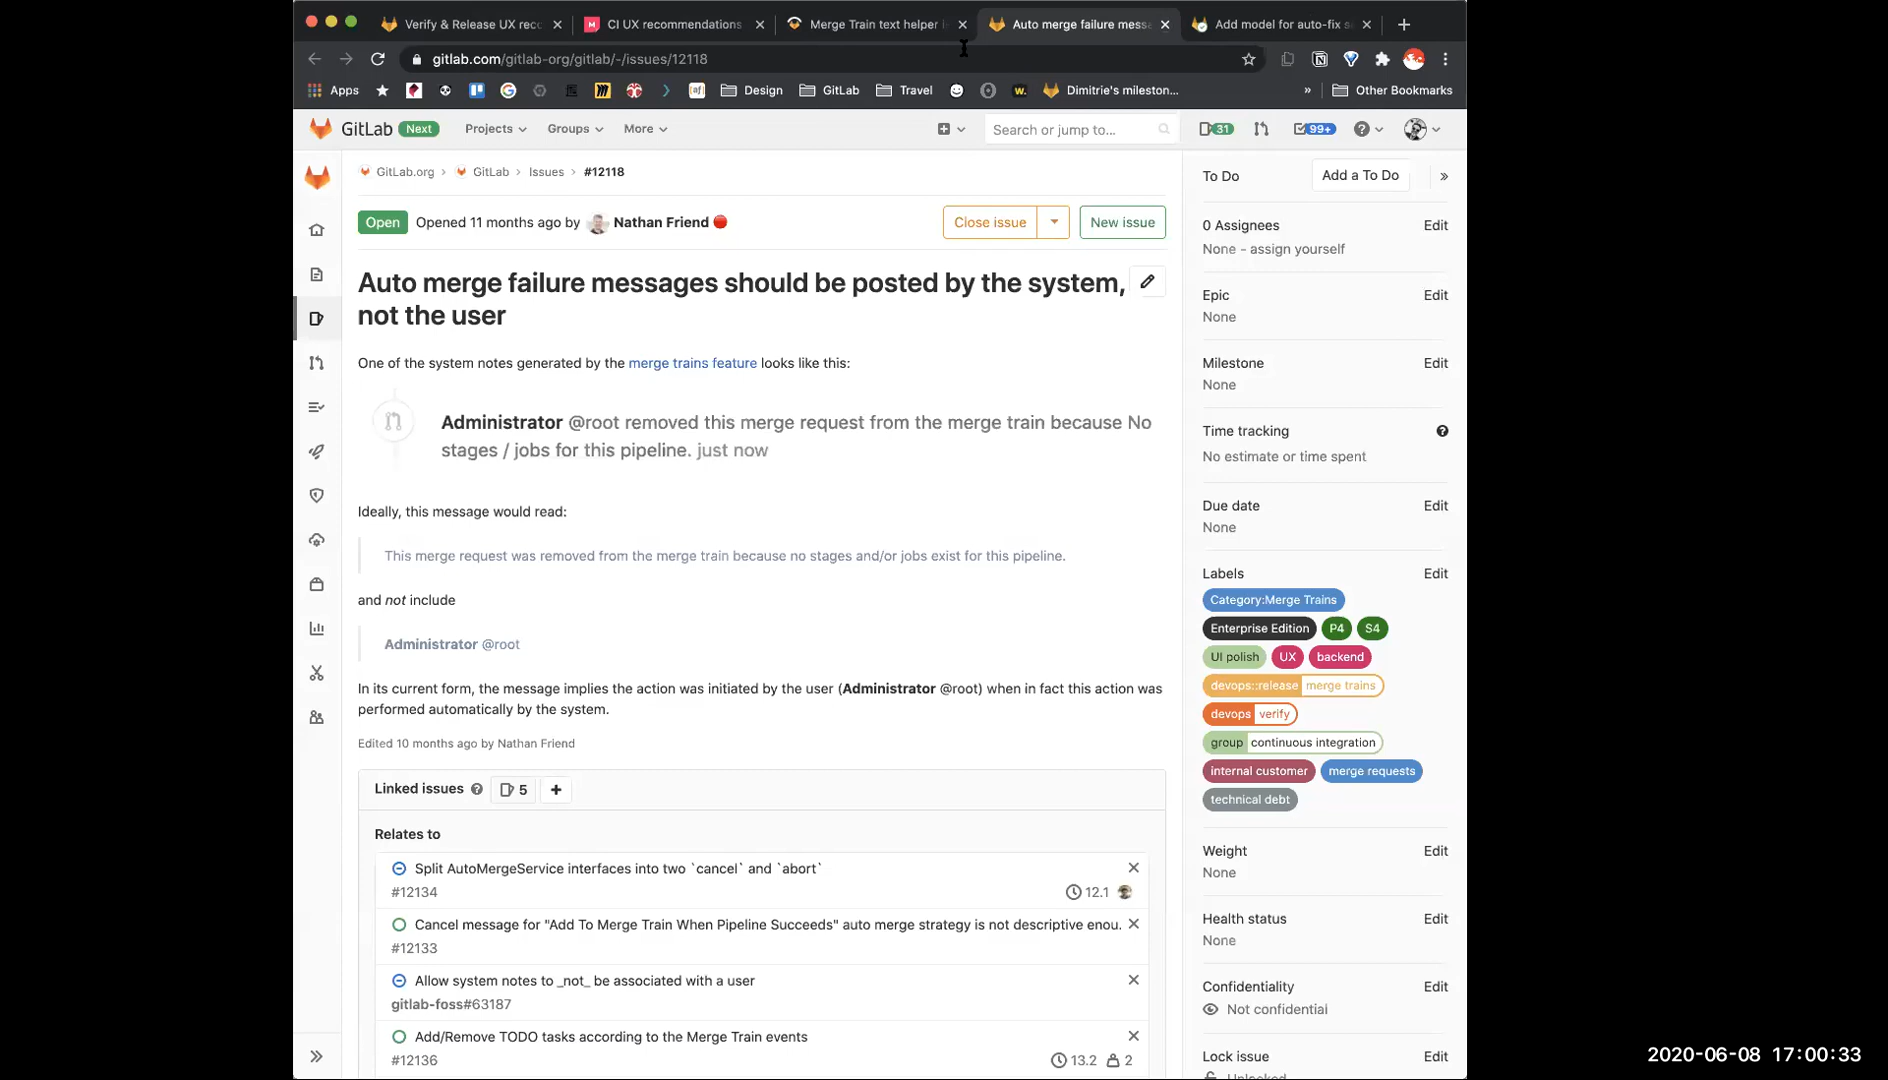 Verify & Release UX rec
CI UX recommendations
Merge Train text helper
Auto merge failure mess
Add model for auto-fix s
gitlab.com/gitlab-org/gitlab/-/issues/12118
Apps
Design
GitLab
Travel
w.
Dimitrie's mileston...
»
Other Bookmarks
GitLab Next Projects Groups More
Search or jump to...
31
99+
GitLab.org › GitLab › Issues › #12118
Open Opened 11 months ago by Nathan Friend
Close issue
New issue
Auto merge failure messages should be posted by the system,
not the user
One of the system notes generated by the merge trains feature looks like this:
Administrator @root removed this merge request from the merge train because No
stages / jobs for this pipeline. just now
Ideally, this message would read:
This merge request was removed from the merge train because no stages and/or jobs exist for this pipeline.
and not include
Administrator @root
In its current form, the message implies the action was initiated by the user (Administrator @root) when in fact this action was
performed automatically by the system.
Edited 10 months ago by Nathan Friend
Linked issues 5
Relates to
Split AutoMergeService interfaces into two `cancel` and `abort`
#12134
12.1
Cancel message for "Add To Merge Train When Pipeline Succeeds" auto merge strategy is not descriptive enou.
#12133
Allow system notes to _not_ be associated with a user
gitlab-foss#63187
Add/Remove TODO tasks according to the Merge Train events
#12136
13.2 2
To Do Add a To Do »
0 Assignees Edit
None - assign yourself
Epic Edit
None
Milestone Edit
None
Time tracking
No estimate or time spent
Due date Edit
None
Labels Edit
Category:Merge Trains
Enterprise Edition P4 S4
UI polish UX backend
devops::release merge trains
devops verify
group continuous integration
internal customer merge requests
technical debt
Weight Edit
None
Health status Edit
None
Confidentiality Edit
Not confidential
Lock issue Edit
Unlocked
2020-06-08 17:00:33